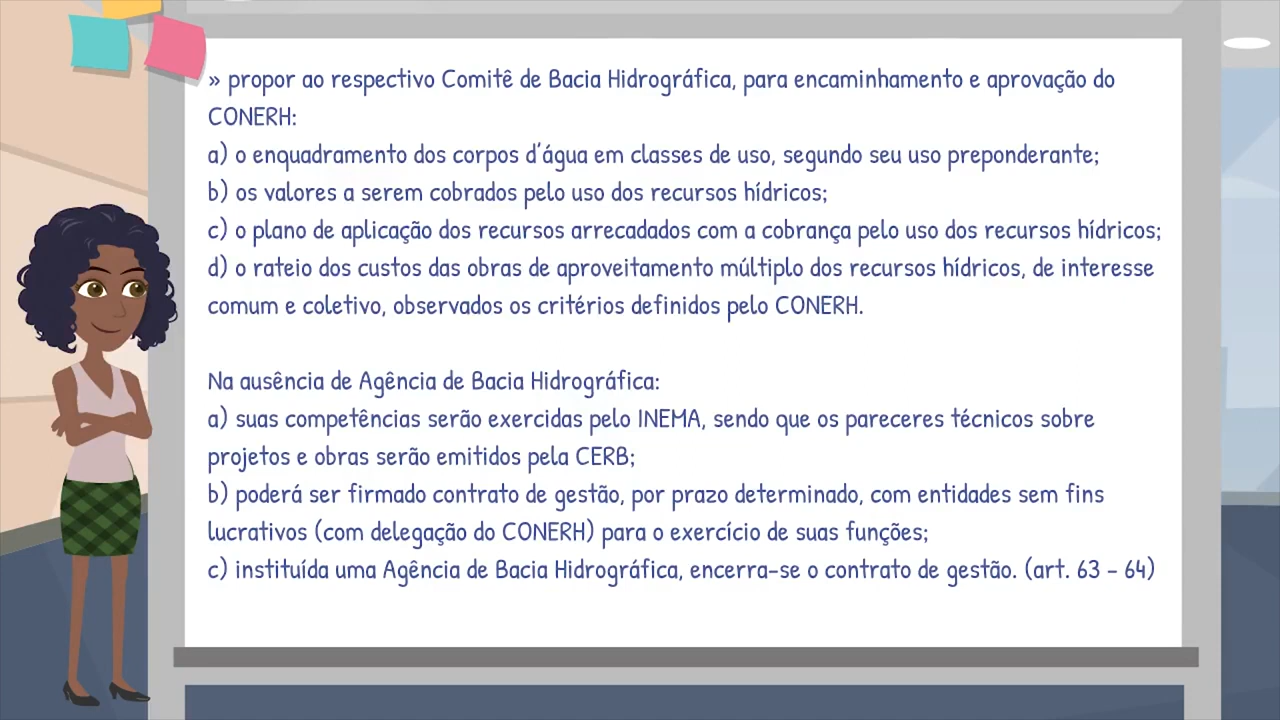 » propor ao respectivo Comitê de Bacia Hidrográfica, para encaminhamento e aprovação do
CONERH:
a) o enquadramento dos corpos d'água em classes de uso, segundo seu uso preponderante;
b) os valores a serem cobrados pelo uso dos recursos hídricos;
c) o plano de aplicação dos recursos arrecadados com a cobrança pelo uso dos recursos hídricos;
d) o rateio dos custos das obras de aproveitamento múltiplo dos recursos hídricos, de interesse
comum e coletivo, observados os critérios definidos pelo CONERH.
Na ausência de Agência de Bacia Hidrográfica:
a) suas competências serão exercidas pelo INEMA, sendo que os pareceres técnicos sobre
projetos e obras serão emitidos pela CERB;
b) poderá ser firmado contrato de gestão, por prazo determinado, com entidades sem fins
lucrativos (com delegação do CONERH) para o exercício de suas funções;
c) instituída uma Agência de Bacia Hidrográfica, encerra-se o contrato de gestão. (art. 63 – 64)